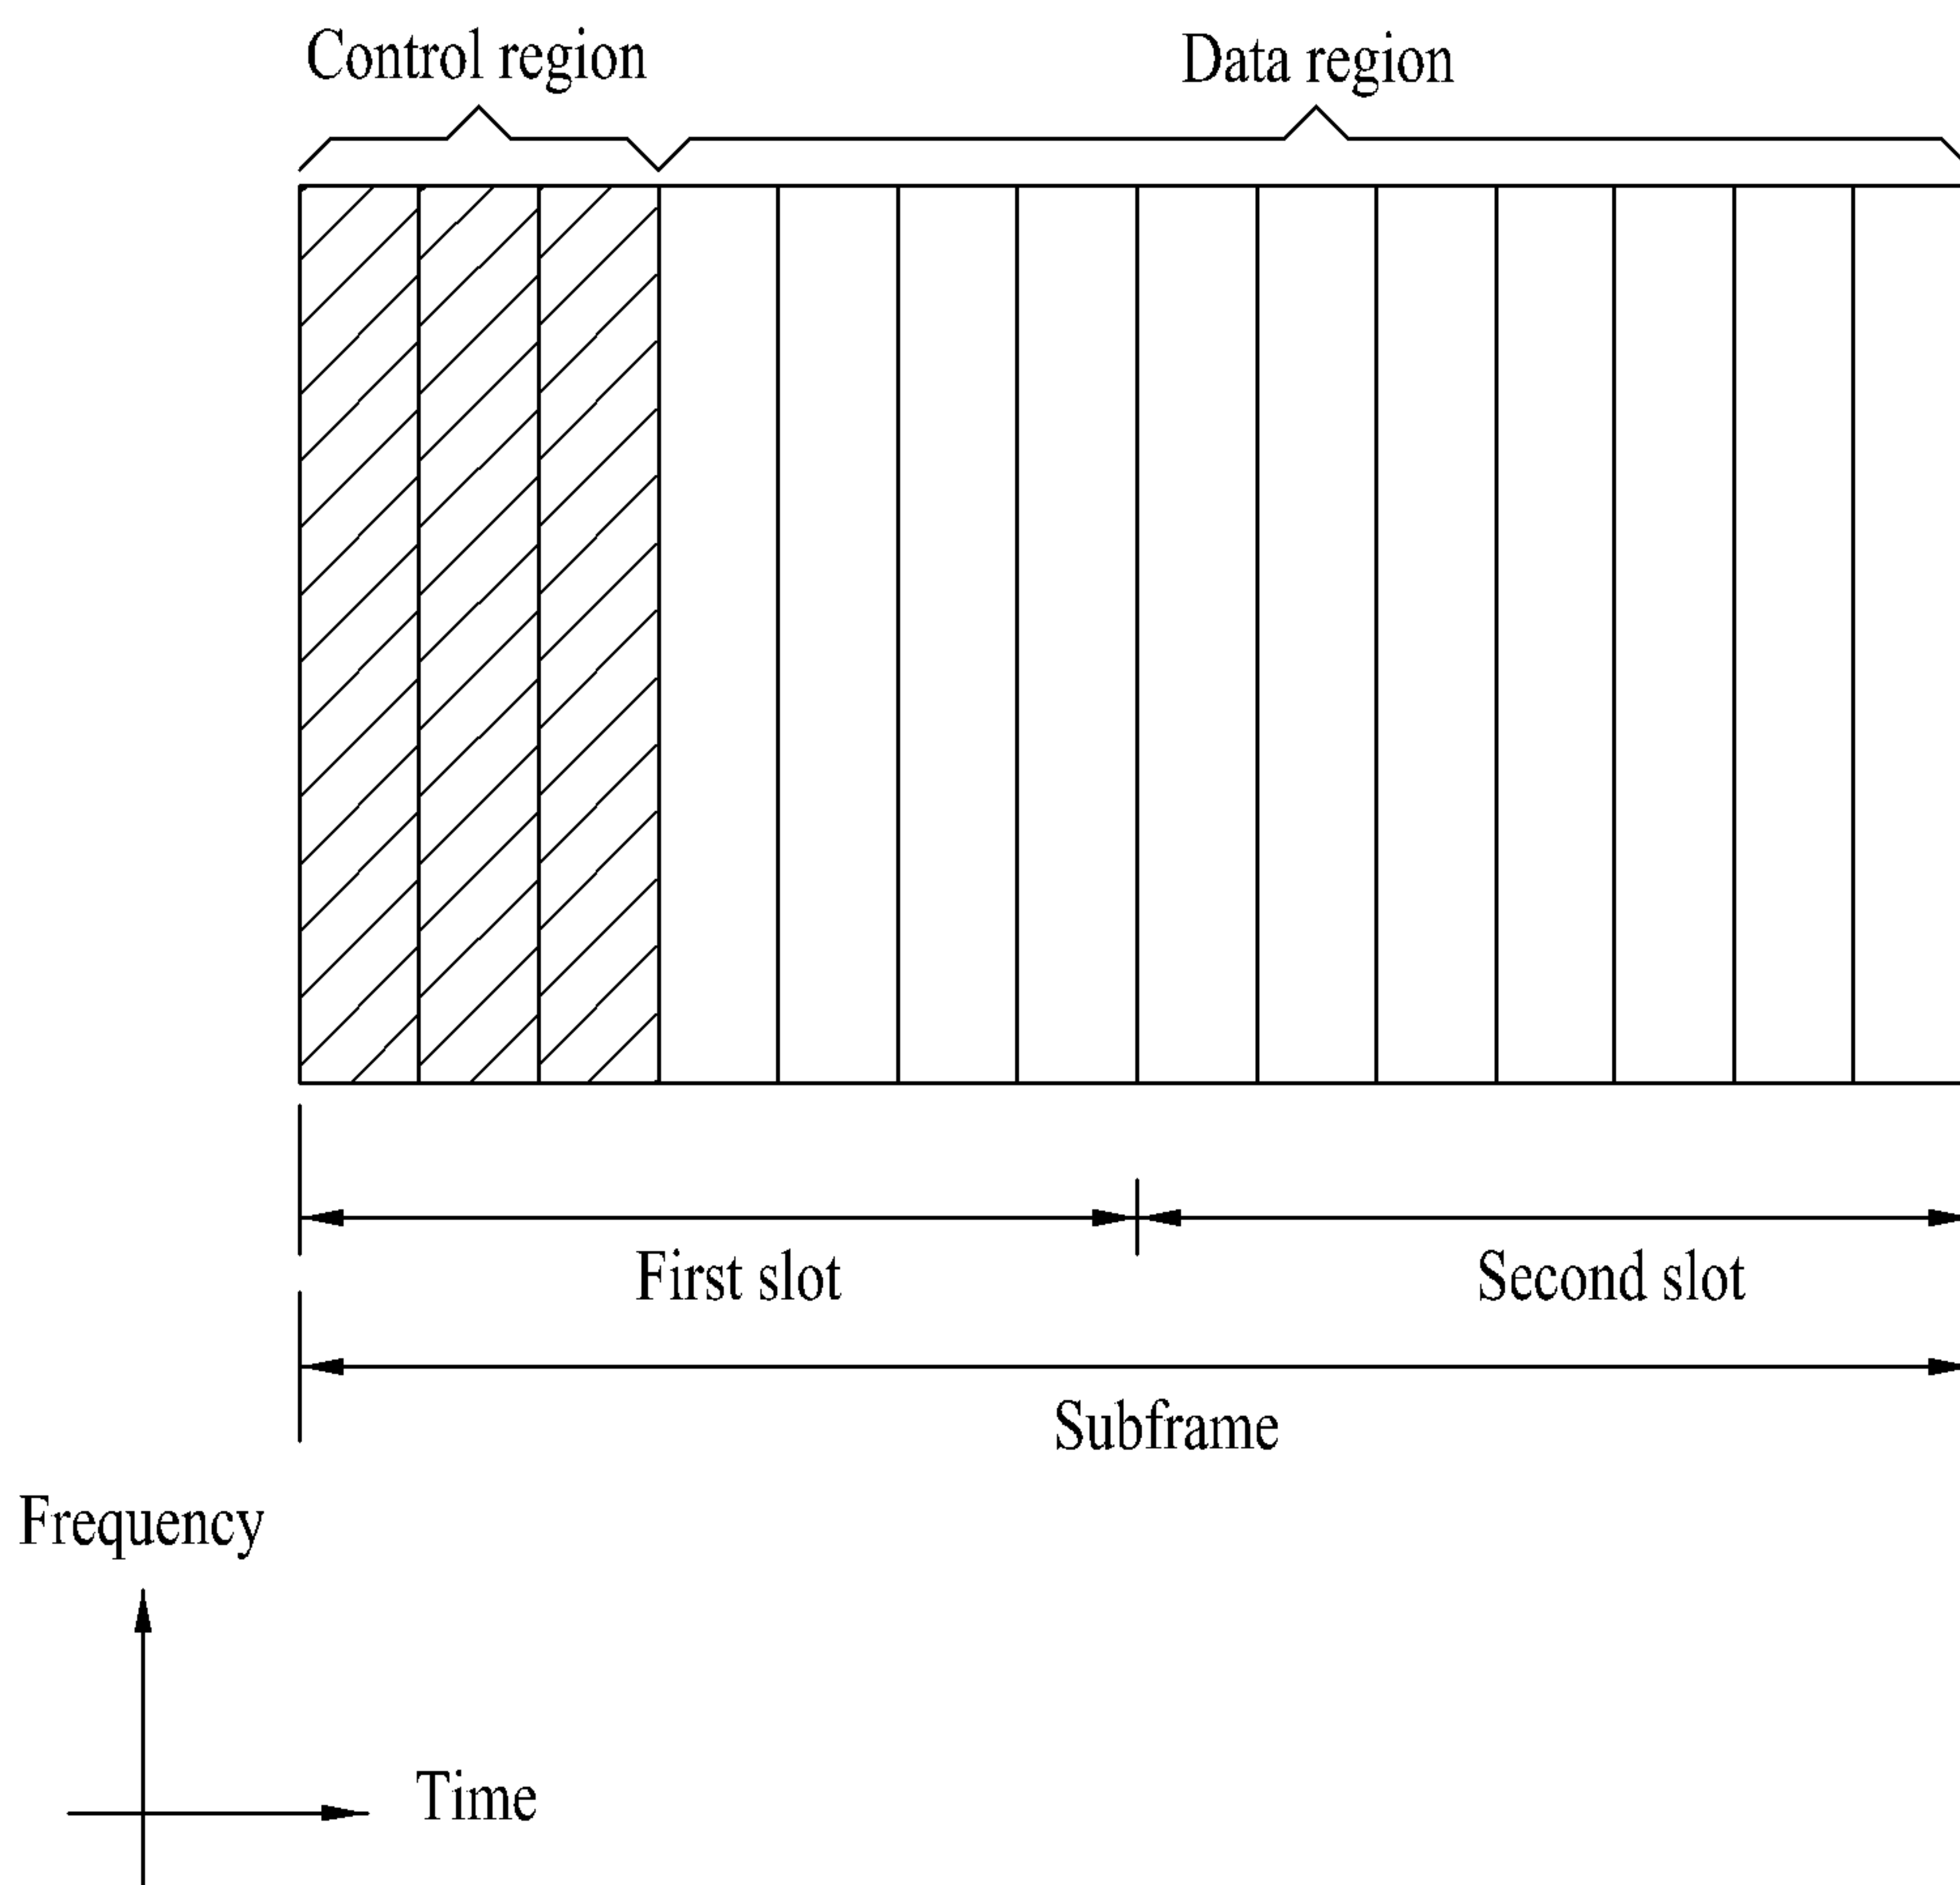 Control region
Data region
First slot
Second slot
Subframe
Frequency
Time